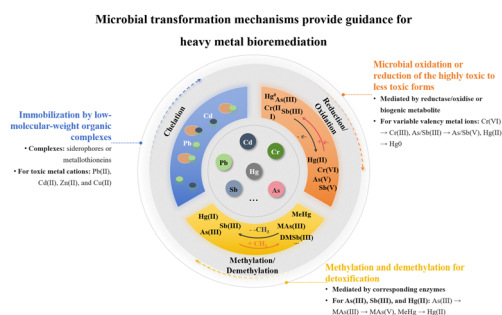 Microbial transformation mechanisms provide guidance for
heavy metal bioremediation
Microbial oxidation or
reduction of the highly toxic to
less toxic forms
• Mediated by reductase/oxidise or
biogenic metabolite
• For variable valency metal ions: Cr(VI)
→ Cr(III), As/Sb(III) → As/Sb(V), Hg(II)
→ Hg0
Immobilization by low-
molecular-weight organic
complexes
• Complexes: siderophores or
metallothioneins
• For toxic metal cations: Pb(II),
Cd(II), Zn(II), and Cu(II)
Chelation
Cd
Pb
Reduction/
Oxidation
Hg⁰ As(III)
Cr(II
I) Sb(III)
Hg(II)
Cr(VI)
As(V)
Sb(V)
Cd
Cr
Pb
Hg
Sb
As
...
Hg(II)
Sb(III)
As(III)
MeHg
MAs(III)
DMSb(III)
- -CH₃
+ CH₃
Methylation/
Demethylation
Methylation and demethylation for
detoxification
• Mediated by corresponding enzymes
• For As(III), Sb(III), and Hg(II): As(III) →
MAs(III) → MAs(V), MeHg → Hg(II)